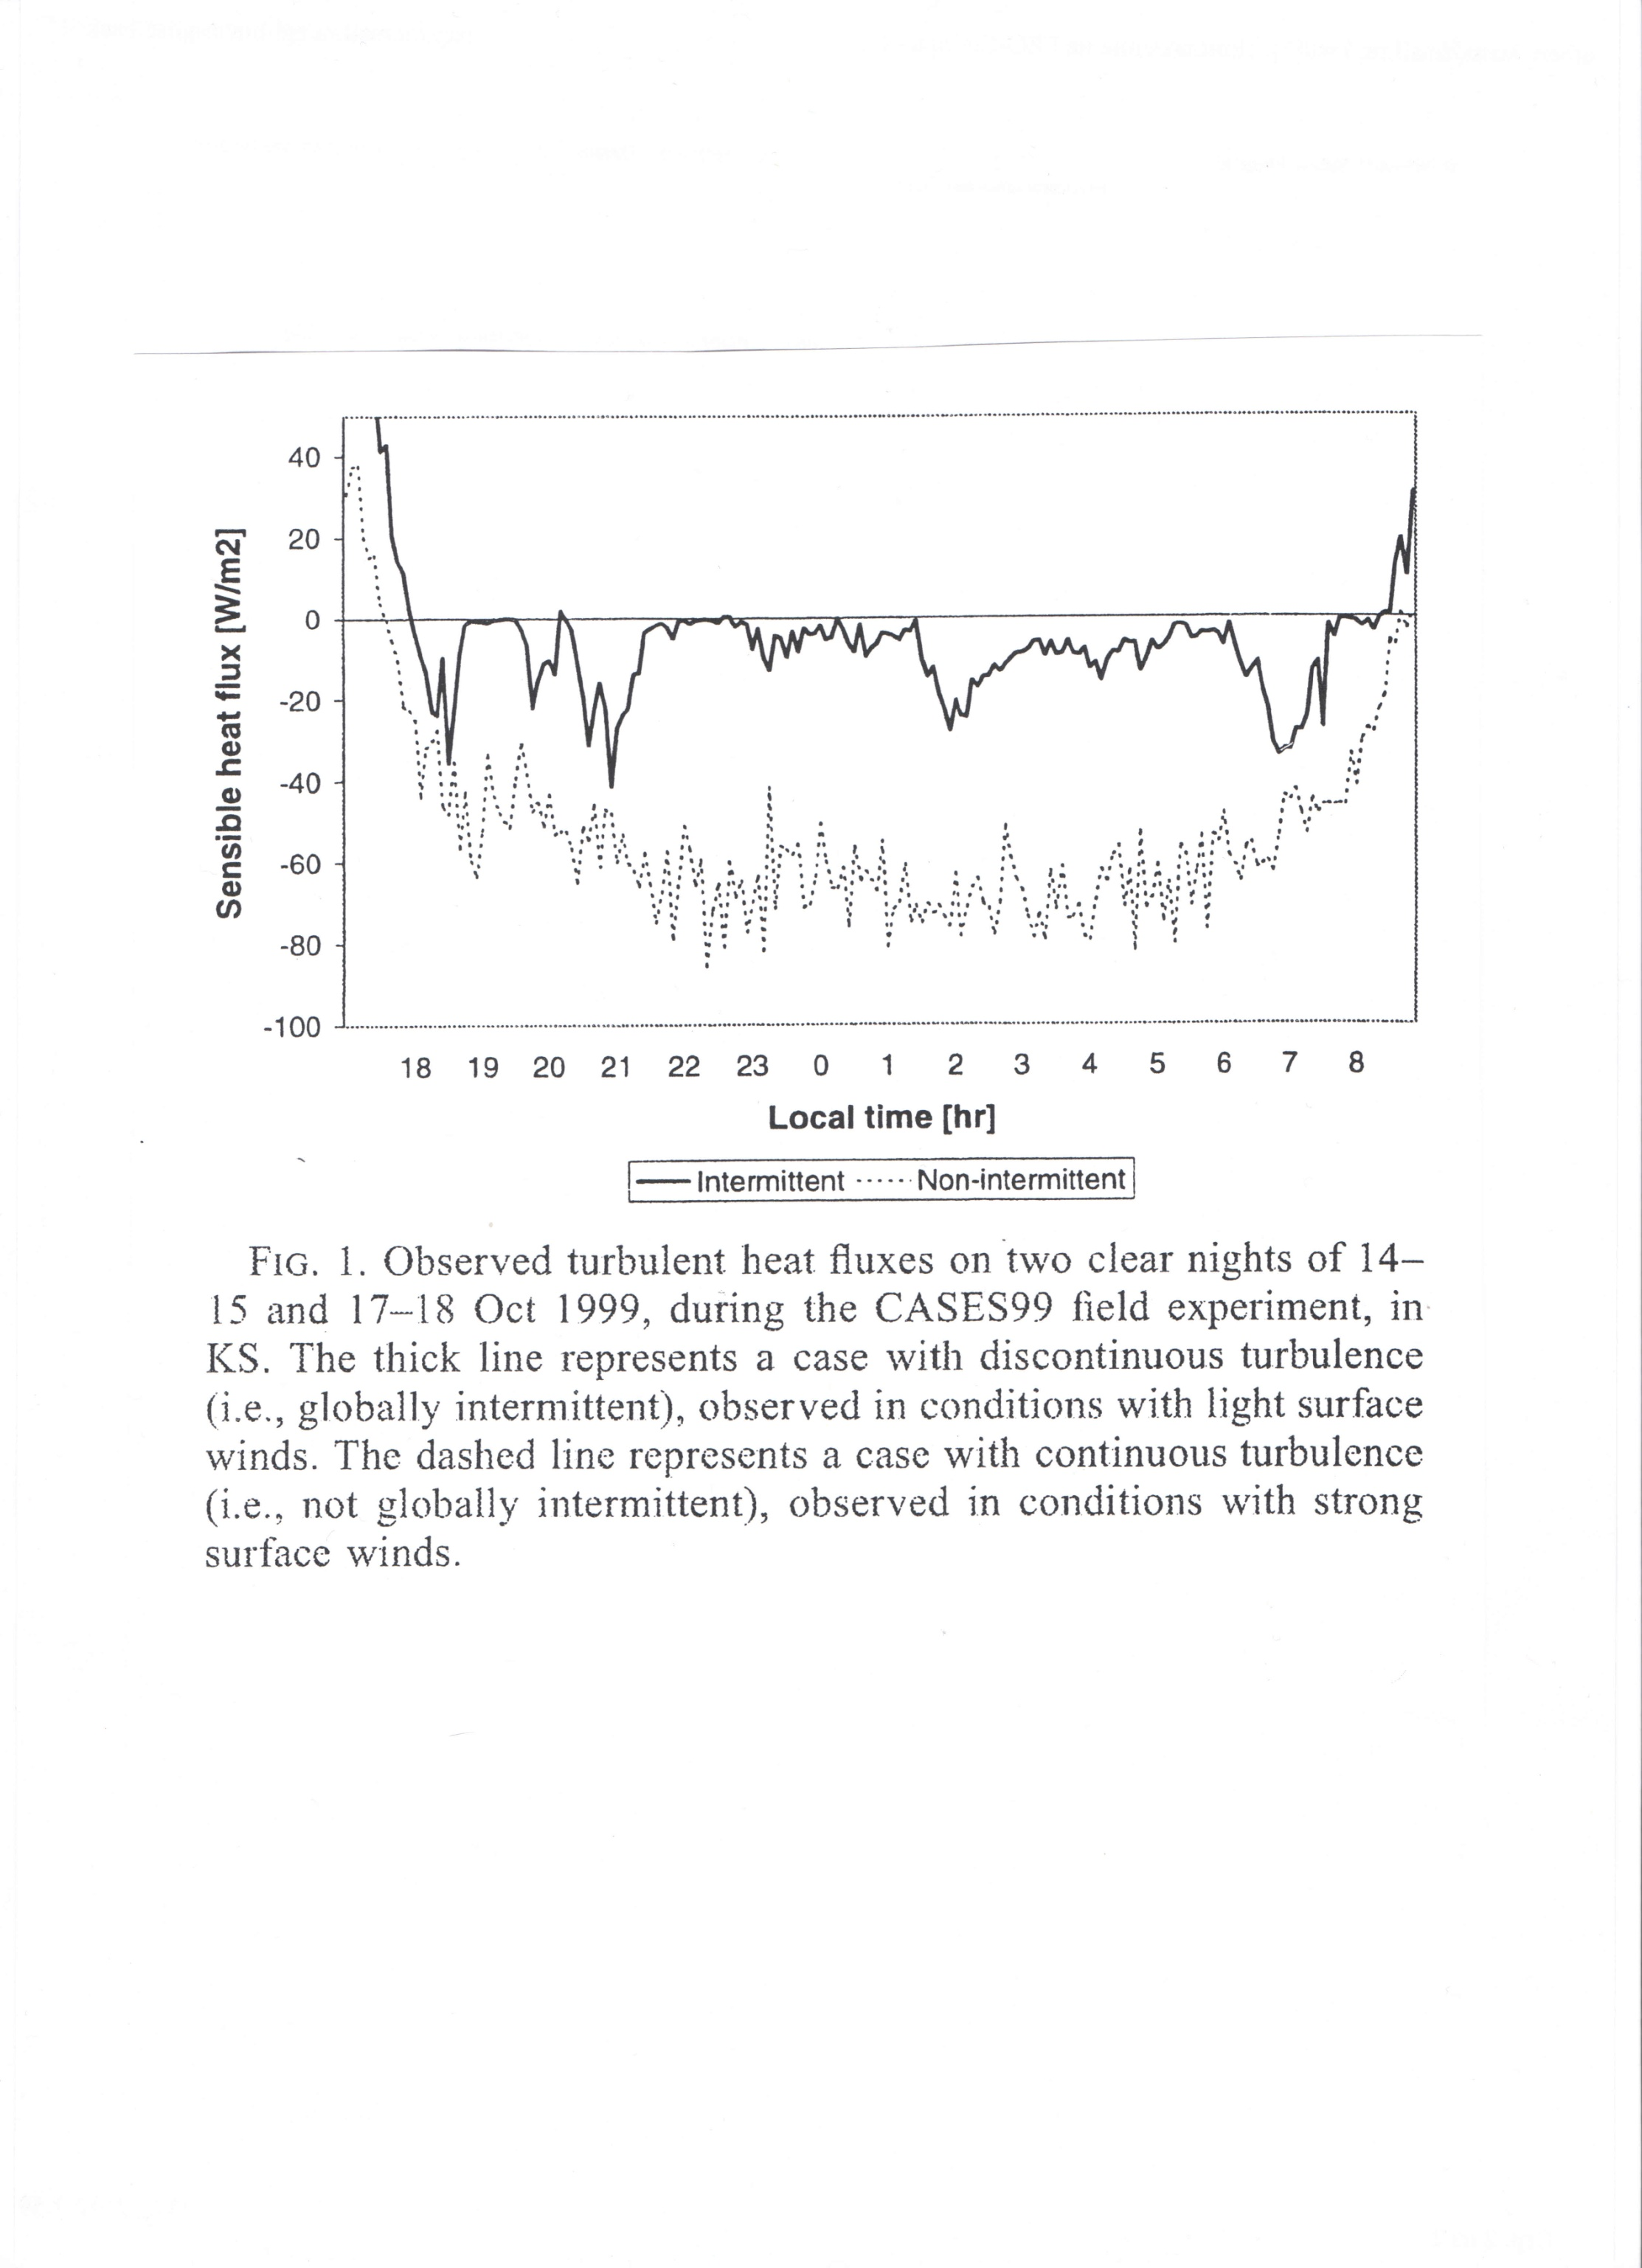 40
20
0
-20
-40
-60
-80
-100
Sensible heat flux [W/m2]
18 19 20 21 22 23 0 1 2 3 4 5 6 7 8
Local time [hr]
Intermittent Non-intermittent
FIG. 1. Observed turbulent heat fluxes on two clear nights of 14–
15 and 17–18 Oct 1999, during the CASES99 field experiment, in
KS. The thick line represents a case with discontinuous turbulence
(i.e., globally intermittent), observed in conditions with light surface
winds. The dashed line represents a case with continuous turbulence
(i.e., not globally intermittent), observed in conditions with strong
surface winds.